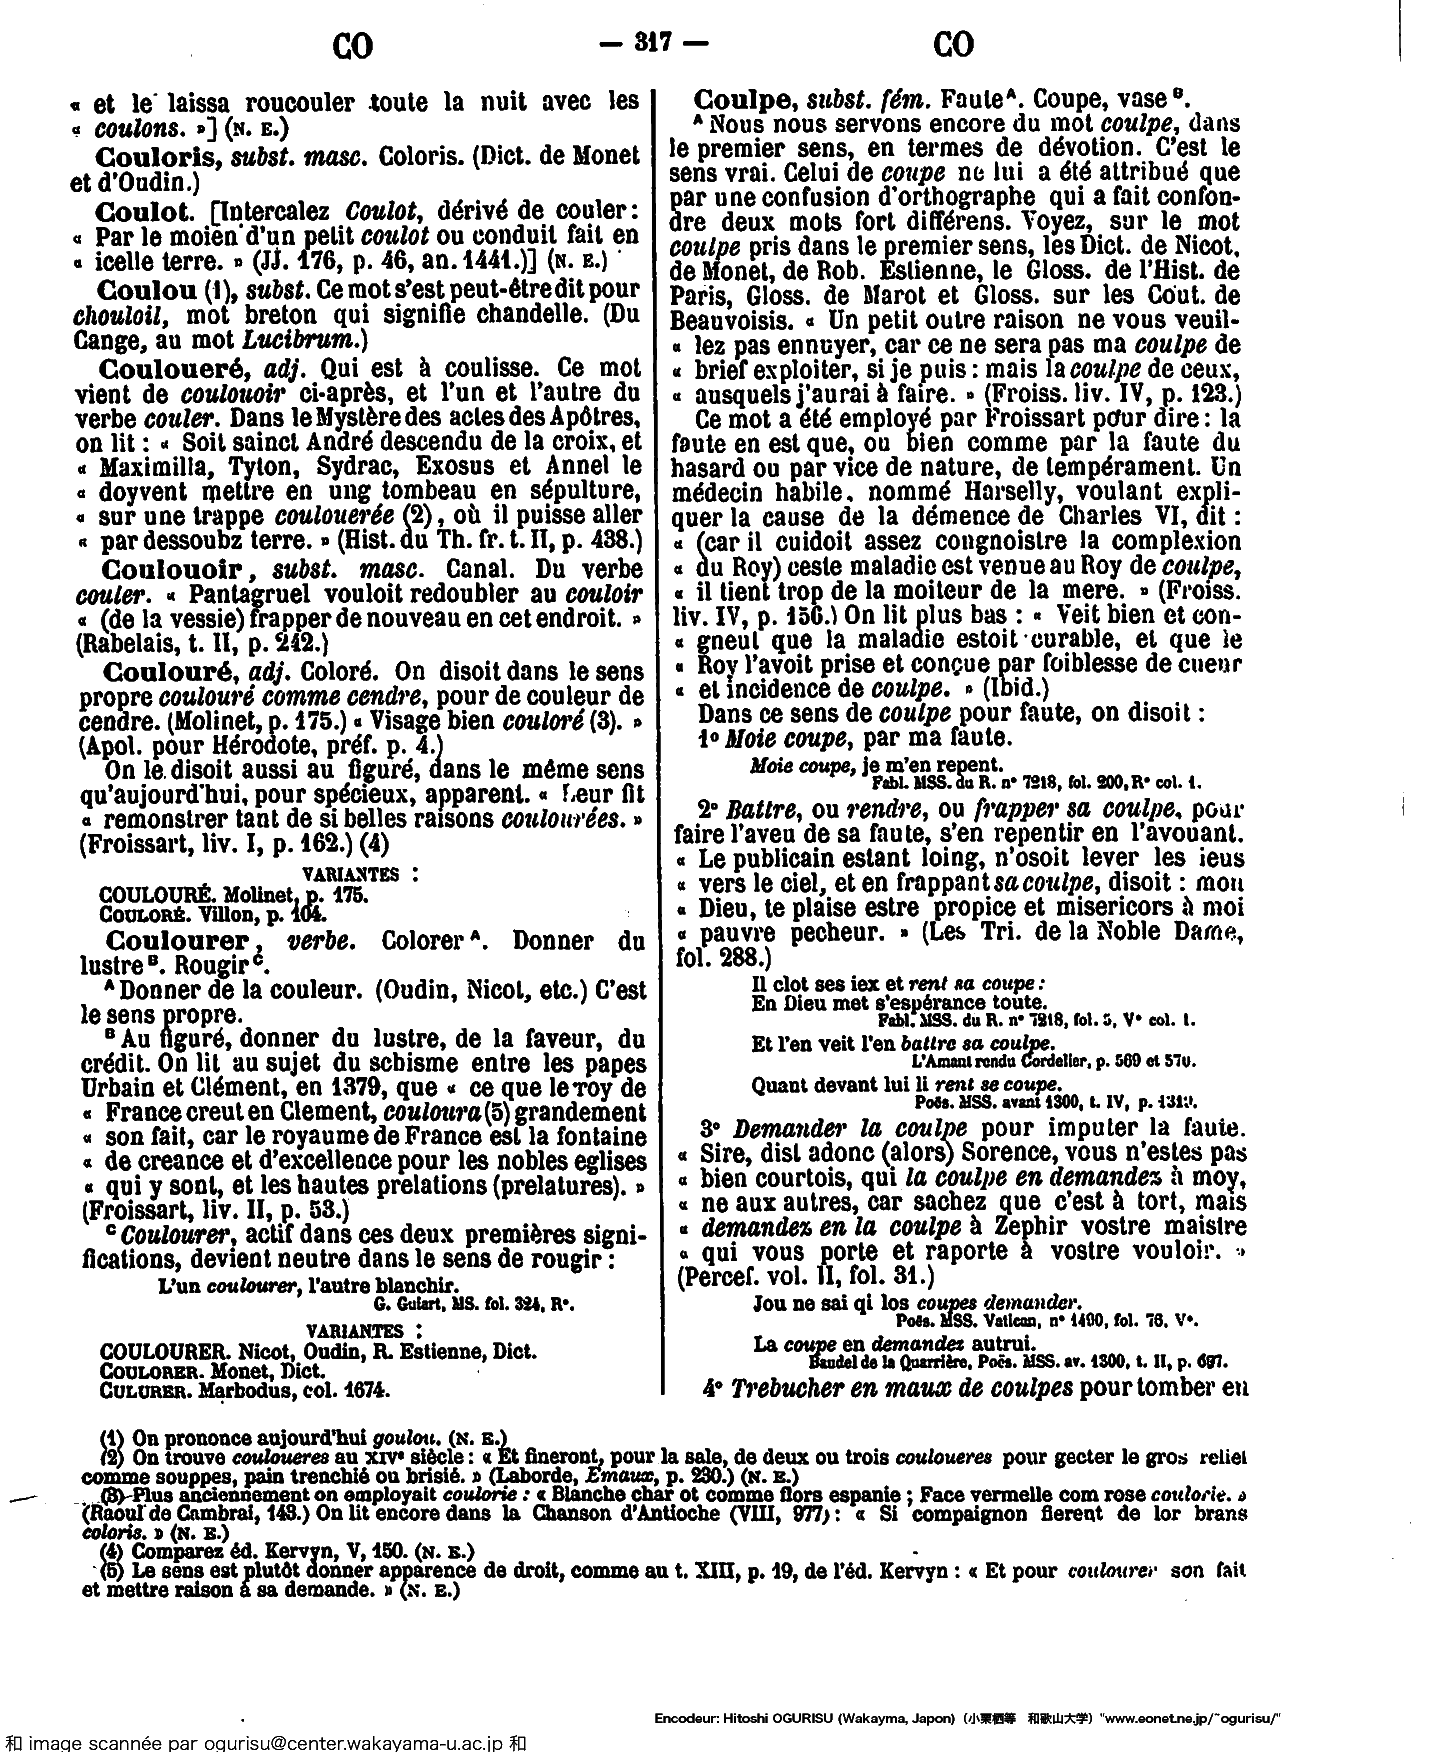 CO — 317 — CO
« et le laissa roucouler toute la nuit avec les
« coulons. »] (N. E.)
Couloris, subst. masc. Coloris. (Dict. de Monet
et d'Oudin.)
Coulot. [Intercalez Coulot, dérivé de couler :
« Par le moien d'un petit coulot ou conduit fait en
« icelle terre. » (JJ. 176, p. 46, an. 1441.)] (N. E.)
Coulou (1), subst. Ce mot s'est peut-être dit pour
chouloil, mot breton qui signifie chandelle. (Du
Cange, au mot Lucibrum.)
Couloueré, adj. Qui est à coulisse. Ce mot
vient de coulouoir ci-après, et l'un et l'autre du
verbe couler. Dans le Mystère des actes des Apôtres,
on lit : « Soit sainct André descendu de la croix, et
« Maximilla, Tyton, Sydrac, Exosus et Annel le
« doyvent mettre en ung tombeau en sépulture,
« sur une trappe coulouerée (2), où il puisse aller
« par dessoubz terre. » (Hist. du Th. fr. t. II, p. 438.)
Coulouoir, subst. masc. Canal. Du verbe
couler. « Pantagruel vouloit redoubler au couloir
« (de la vessie) frapper de nouveau en cet endroit. »
(Rabelais, t. II, p. 242.)
Coulouré, adj. Coloré. On disoit dans le sens
propre coulouré comme cendre, pour de couleur de
cendre. (Molinet, p. 175.) « Visage bien couloré (3). »
(Apol. pour Hérodote, préf. p. 4.)
On le disoit aussi au figuré, dans le même sens
qu'aujourd'hui, pour spécieux, apparent. « Leur fit
« remonstrer tant de si belles raisons coulourées. »
(Froissart, liv. I, p. 162.) (4)
VARIANTES :
COULOURÉ. Molinet, p. 175.
COULORÉ. Villon, p. 104.
Coulourer, verbe. Colorer A. Donner du
lustre B. Rougir C.
A Donner de la couleur. (Oudin, Nicot, etc.) C'est
le sens propre.
B Au figuré, donner du lustre, de la faveur, du
crédit. On lit au sujet du schisme entre les papes
Urbain et Clément, en 1379, que « ce que le roy de
« France creut en Clement, couloura (5) grandement
« son fait, car le royaume de France est la fontaine
« de creance et d'excellence pour les nobles eglises
« qui y sont, et les hautes prelations (prelatures). »
(Froissart, liv. II, p. 53.)
C Coulourer, actif dans ces deux premières signi-
fications, devient neutre dans le sens de rougir :
L'un coulourer, l'autre blanchir.
G. Guiart, MS. fol. 324, R°.
VARIANTES :
COULOURER. Nicot, Oudin, R. Estienne, Dict.
COULORER. Monet, Dict.
CULURER. Marbodus, col. 1674.
Coulpe, subst. fém. Faute A. Coupe, vase B.
A Nous nous servons encore du mot coulpe, dans
le premier sens, en termes de dévotion. C'est le
sens vrai. Celui de coupe ne lui a été attribué que
par une confusion d'orthographe qui a fait confon-
dre deux mots fort différens. Voyez, sur le mot
coulpe pris dans le premier sens, les Dict. de Nicot,
de Monet, de Rob. Estienne, le Gloss. de l'Hist. de
Paris, Gloss. de Marot et Gloss. sur les Cout. de
Beauvoisis. « Un petit outre raison ne vous veuil-
« lez pas ennuyer, car ce ne sera pas ma coulpe de
« brief exploiter, si je puis : mais la coulpe de ceux,
« ausquels j'aurai à faire. » (Froiss. liv. IV, p. 123.)
Ce mot a été employé par Froissart pour dire : la
faute en est que, ou bien comme par la faute du
hasard ou par vice de nature, de tempérament. Un
médecin habile, nommé Harselly, voulant expli-
quer la cause de la démence de Charles VI, dit :
« (car il cuidoit assez congnoistre la complexion
« du Roy) ceste maladie est venue au Roy de coulpe,
« il tient trop de la moiteur de la mere. » (Froiss.
liv. IV, p. 156.) On lit plus bas : « Veit bien et con-
« gneut que la maladie estoit curable, et que le
« Roy l'avoit prise et conçue par foiblesse de cueur
« et incidence de coulpe. » (Ibid.)
Dans ce sens de coulpe pour faute, on disoit :
1° Moie coupe, par ma faute.
Moie coupe, je m'en repent.
Fabl. MSS. du R. n° 7218, fol. 200, R° col. 1.
2° Battre, ou rendre, ou frapper sa coulpe, pour
faire l'aveu de sa faute, s'en repentir en l'avouant.
« Le publicain estant loing, n'osoit lever les ieus
« vers le ciel, et en frappant sa coulpe, disoit : mon
« Dieu, te plaise estre propice et misericors à moi
« pauvre pecheur. » (Les Tri. de la Noble Dame,
fol. 288.)
Il clot ses iex et rent sa coupe :
En Dieu met s'espérance toute.
Fabl. MSS. du R. n° 7218, fol. 5, V° col. 1.
Et l'en veit l'en battre sa coulpe.
L'Amant rendu Cordelier, p. 569 et 570.
Quant devant lui li rent se coupe.
Poës. MSS. avant 1300, t. IV, p. 1319.
3° Demander la coulpe pour imputer la faute.
« Sire, dist adonc (alors) Sorence, vous n'estes pas
« bien courtois, qui la coulpe en demandez à moy,
« ne aux autres, car sachez que c'est à tort, mais
« demandez en la coulpe à Zephir vostre maistre
« qui vous porte et raporte à vostre vouloir. »
(Percef. vol. II, fol. 31.)
Jou ne sai qi los coupes demander.
Poës. MSS. Vatican, n° 1490, fol. 76, V°.
La coupe en demandez autrui.
Baudel de la Quarrière, Poës. MSS. av. 1300, t. II, p. 697.
4° Trebucher en maux de coulpes pour tomber en
(1) On prononce aujourd'hui goulou. (N. E.)
(2) On trouve couloueres au XIVe siècle : « Et fineront, pour la sale, de deux ou trois couloueres pour gecter le gros relief
comme souppes, pain trenchié ou brisié. » (Laborde, Emaux, p. 230.) (N. E.)
(3) Plus anciennement on employait coulorie : « Blanche char ot comme flors espanie ; Face vermelle com rose coulorie. »
(Raoul de Cambrai, 143.) On lit encore dans la Chanson d'Antioche (VIII, 977) : « Si compaignon fierent de lor brans
coloris. » (N. E.)
(4) Comparez éd. Kervyn, V, 150. (N. E.)
(5) Le sens est plutôt donner apparence de droit, comme au t. XIII, p. 19, de l'éd. Kervyn : « Et pour coulourer son fait
et mettre raison à sa demande. » (N. E.)
Encodeur: Hitoshi OGURISU (Wakayma, Japon) (小栗栖等 和歌山大学) "www.eonet.ne.jp/~ogurisu/"
和 image scannée par ogurisu@center.wakayama-u.ac.jp 和